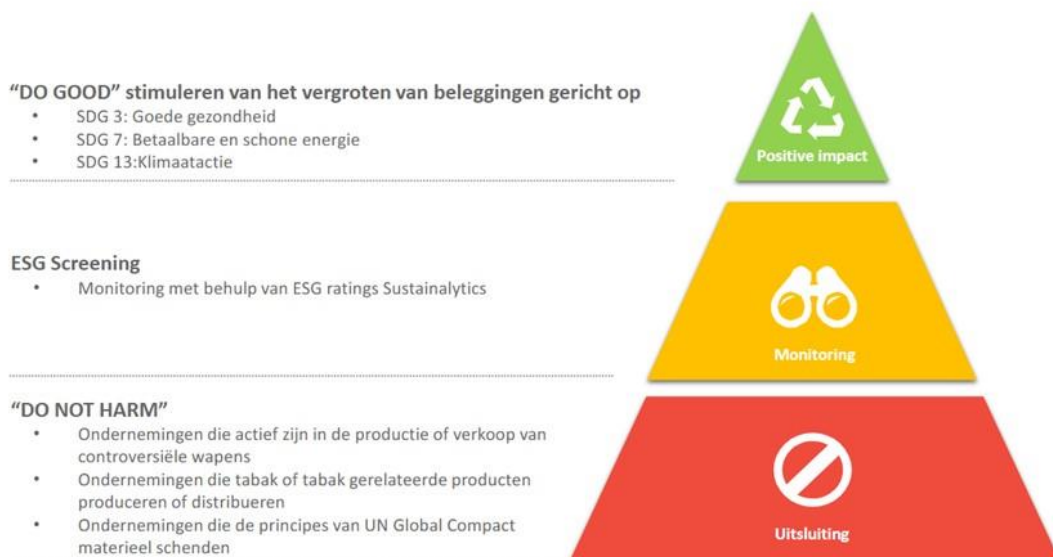 “DO GOOD” stimuleren van het vergroten van beleggingen gericht op
• SDG 3: Goede gezondheid
• SDG 7: Betaalbare en schone energie
• SDG 13:Klimaatactie
Positive impact
ESG Screening
• Monitoring met behulp van ESG ratings Sustainalytics
Monitoring
“DO NOT HARM”
• Ondernemingen die actief zijn in de productie of verkoop van
controversiële wapens
• Ondernemingen die tabak of tabak gerelateerde producten
produceren of distribueren
• Ondernemingen die de principes van UN Global Compact
materieel schenden
Uitsluiting